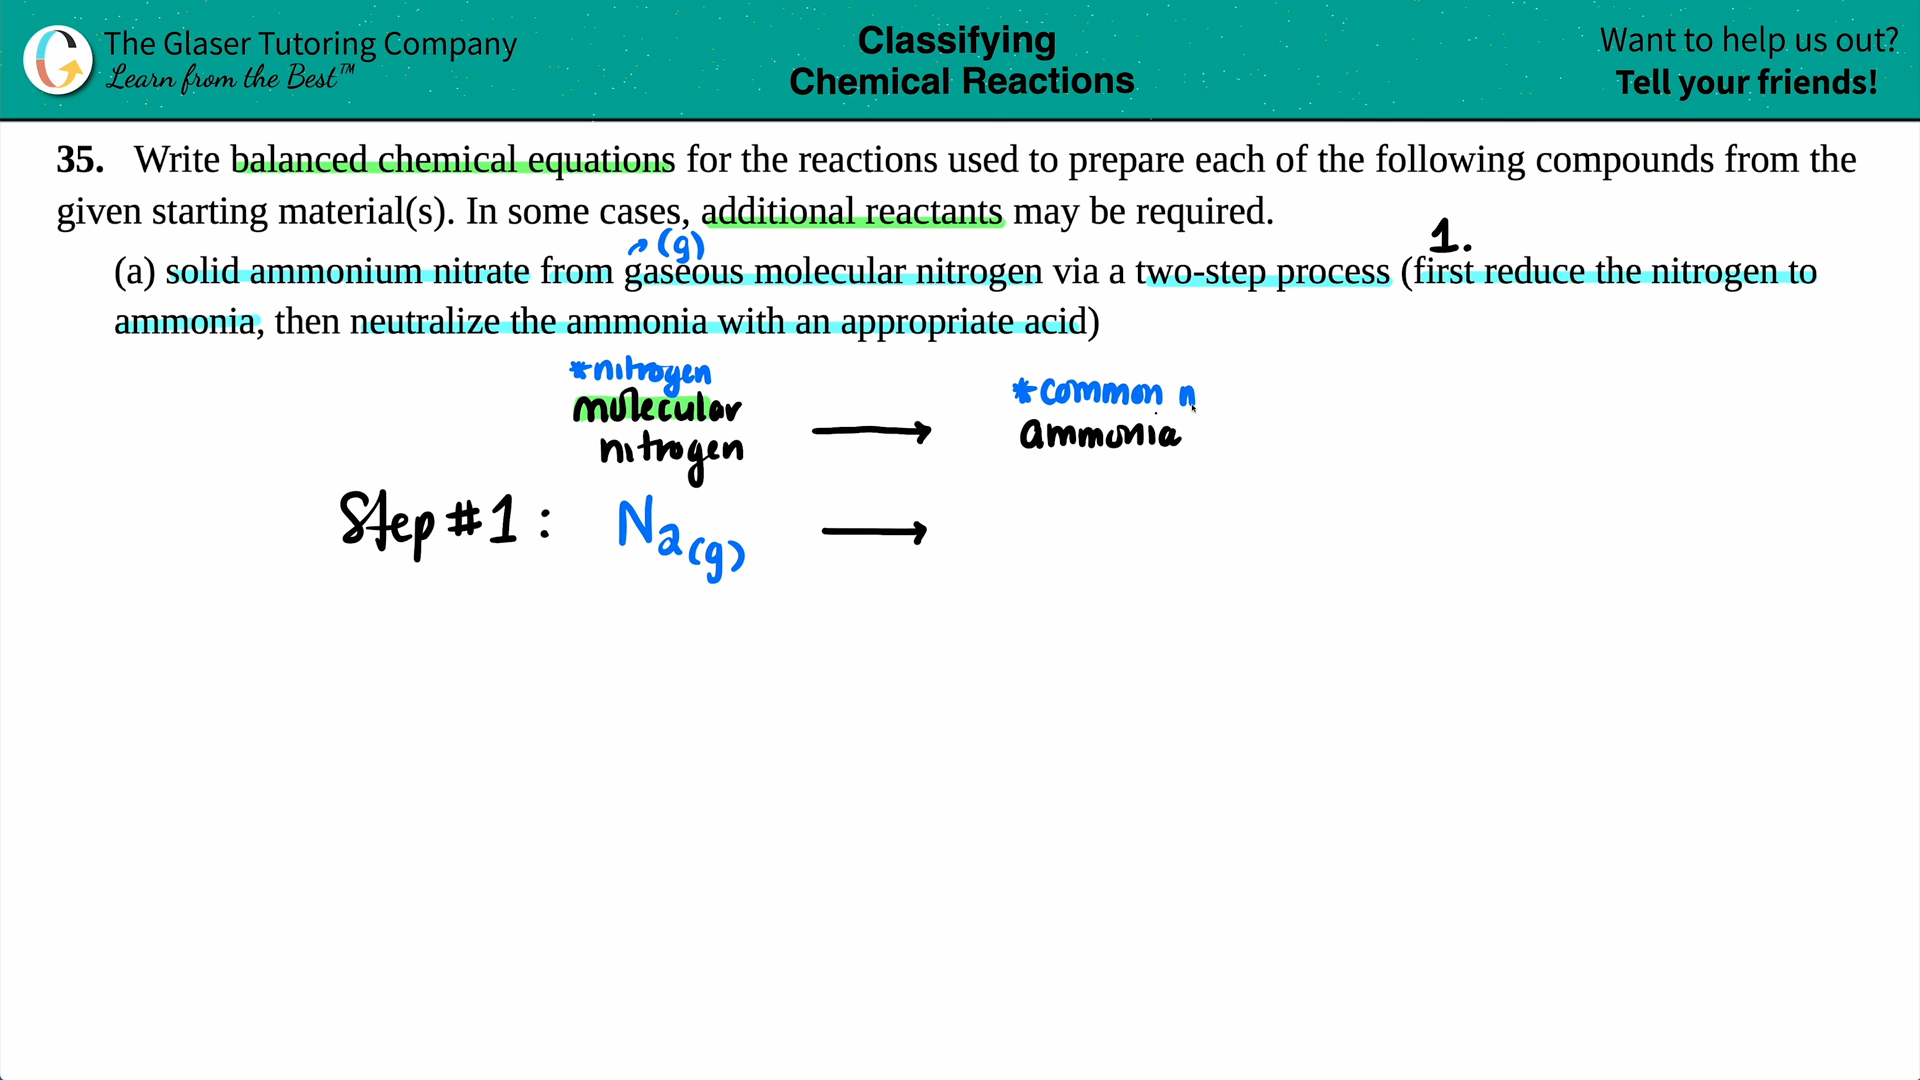 The Glaser Tutoring Company
Learn from the Best™
Classifying
Chemical Reactions
Want to help us out?
Tell your friends!
35. Write balanced chemical equations for the reactions used to prepare each of the following compounds from the
given starting material(s). In some cases, additional reactants may be required.
(g)
1.
(a) solid ammonium nitrate from gaseous molecular nitrogen via a two-step process (first reduce the nitrogen to
ammonia, then neutralize the ammonia with an appropriate acid)
*nitrogen
molecular
nitrogen
→
*common n
ammonia
Step #1: N₂(g) →